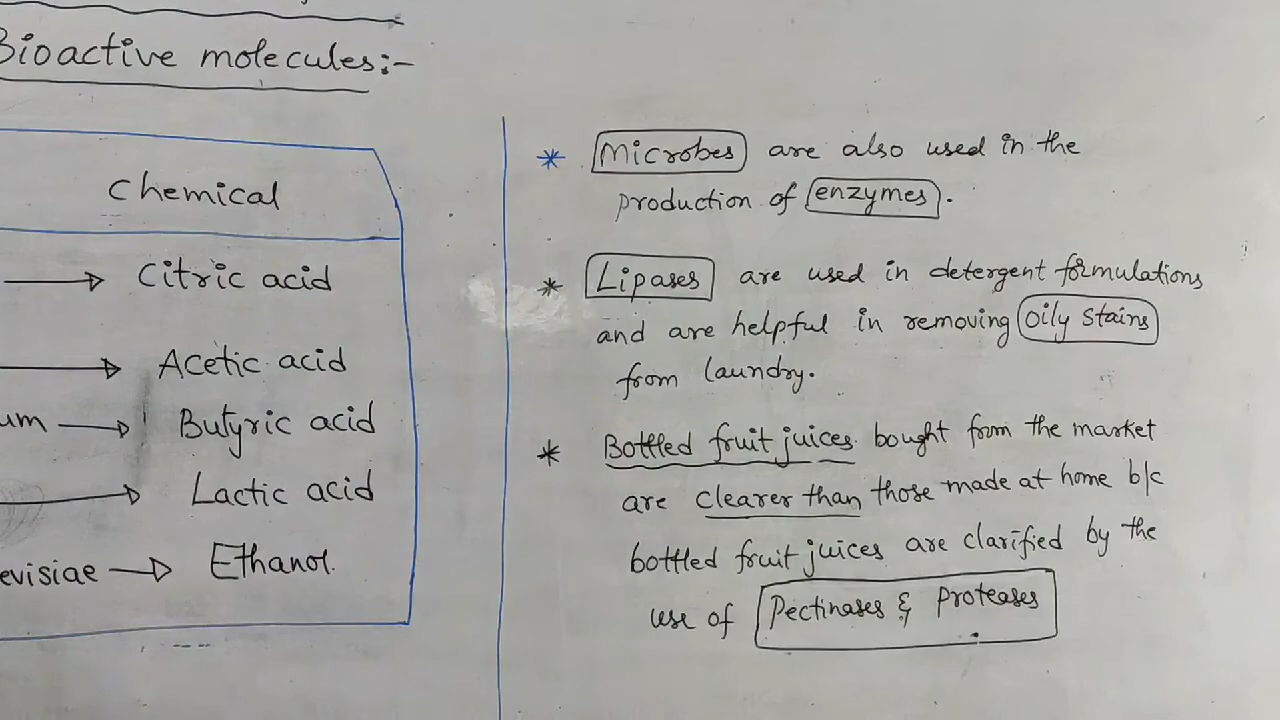 Bioactive molecules:-
Chemical
Citric acid
Acetic acid
um → Butyric acid
Lactic acid
evisiae → Ethanol.
* Microbes are also used in the
production of enzymes.
* Lipases are used in detergent formulations
and are helpful in removing oily stains
from laundry.
* Bottled fruit juices bought from the market
are clearer than those made at home b/c
bottled fruit juices are clarified by the
use of Pectinases & Proteases